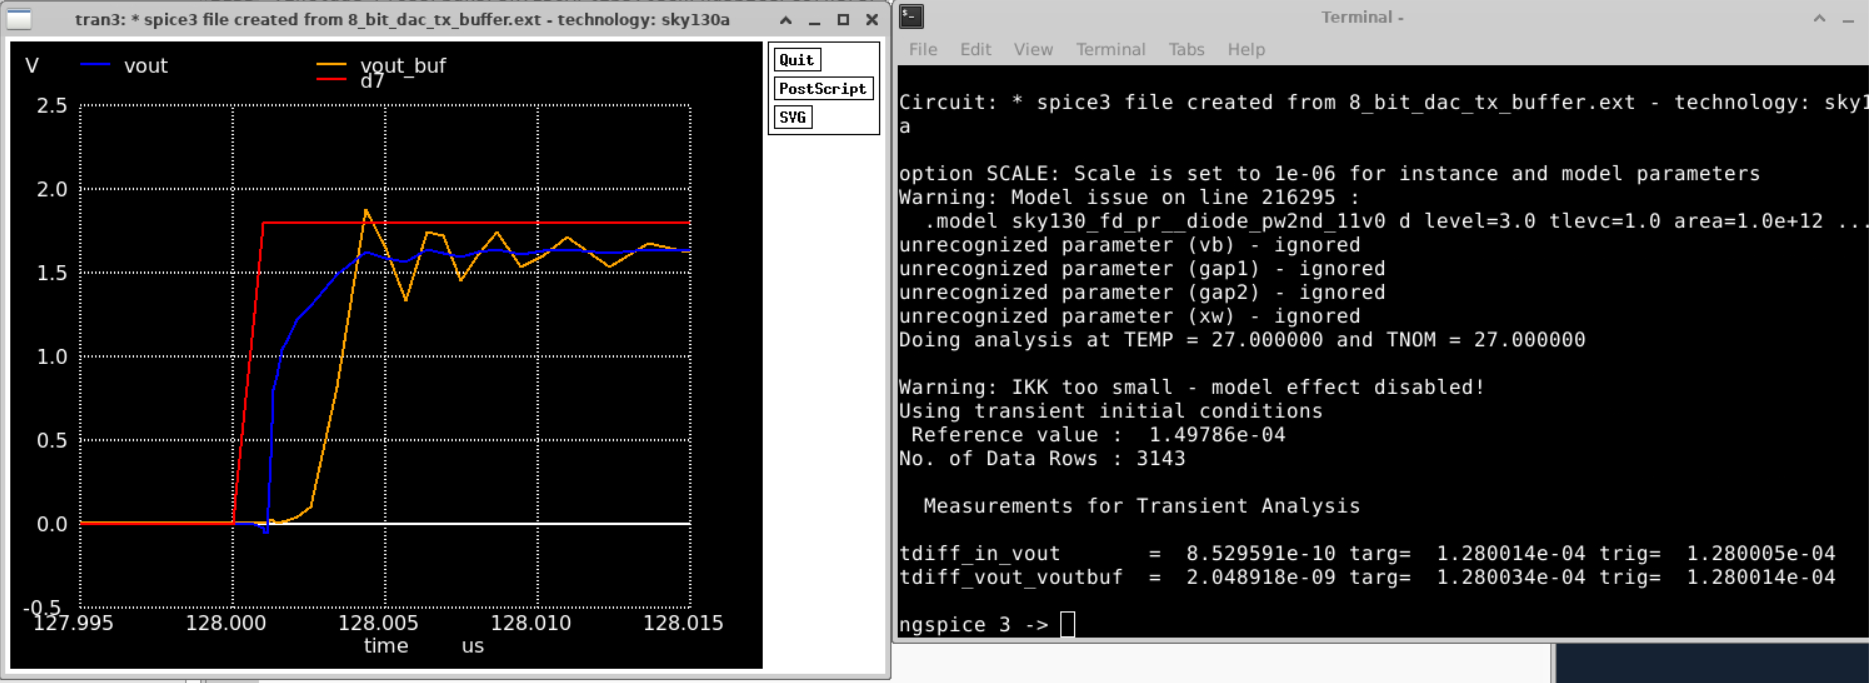 tran3: * spice3 file created from 8_bit_dac_tx_buffer.ext - technology: sky130a
V vout vout_buf
d7
Quit
PostScript
SVG
2.5
2.0
1.5
1.0
0.5
0.0
-0.5
127.995 128.000 128.005 128.010 128.015
time us
Terminal -
File Edit View Terminal Tabs Help
Circuit: * spice3 file created from 8_bit_dac_tx_buffer.ext - technology: sky1
a
option SCALE: Scale is set to 1e-06 for instance and model parameters
Warning: Model issue on line 216295 :
.model sky130_fd_pr__diode_pw2nd_11v0 d level=3.0 tlevc=1.0 area=1.0e+12 ...
unrecognized parameter (vb) - ignored
unrecognized parameter (gap1) - ignored
unrecognized parameter (gap2) - ignored
unrecognized parameter (xw) - ignored
Doing analysis at TEMP = 27.000000 and TNOM = 27.000000
Warning: IKK too small - model effect disabled!
Using transient initial conditions
Reference value : 1.49786e-04
No. of Data Rows : 3143
Measurements for Transient Analysis
tdiff_in_vout = 8.529591e-10 targ= 1.280014e-04 trig= 1.280005e-04
tdiff_vout_voutbuf = 2.048918e-09 targ= 1.280034e-04 trig= 1.280014e-04
ngspice 3 ->